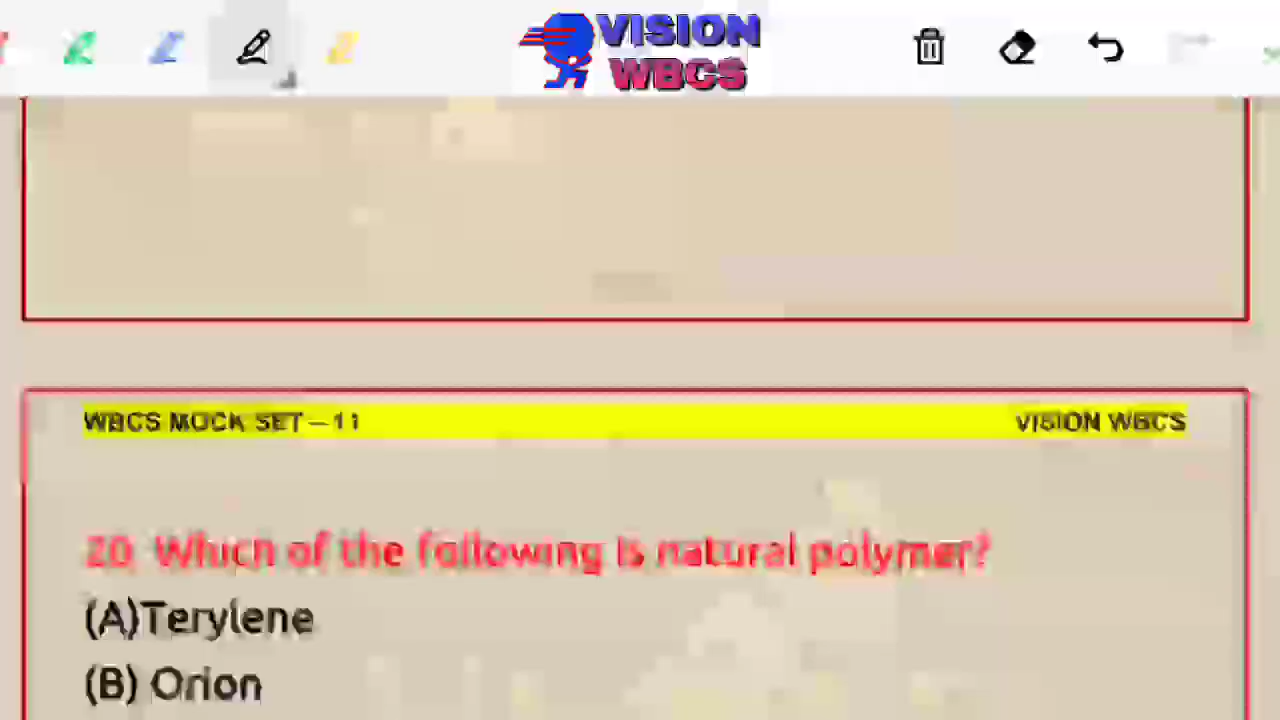 VISION
WBCS
WBCS MOCK SET – 11
VISION WBCS
20 Which of the following is natural polymer?
(A)Terylene
(B) Orion